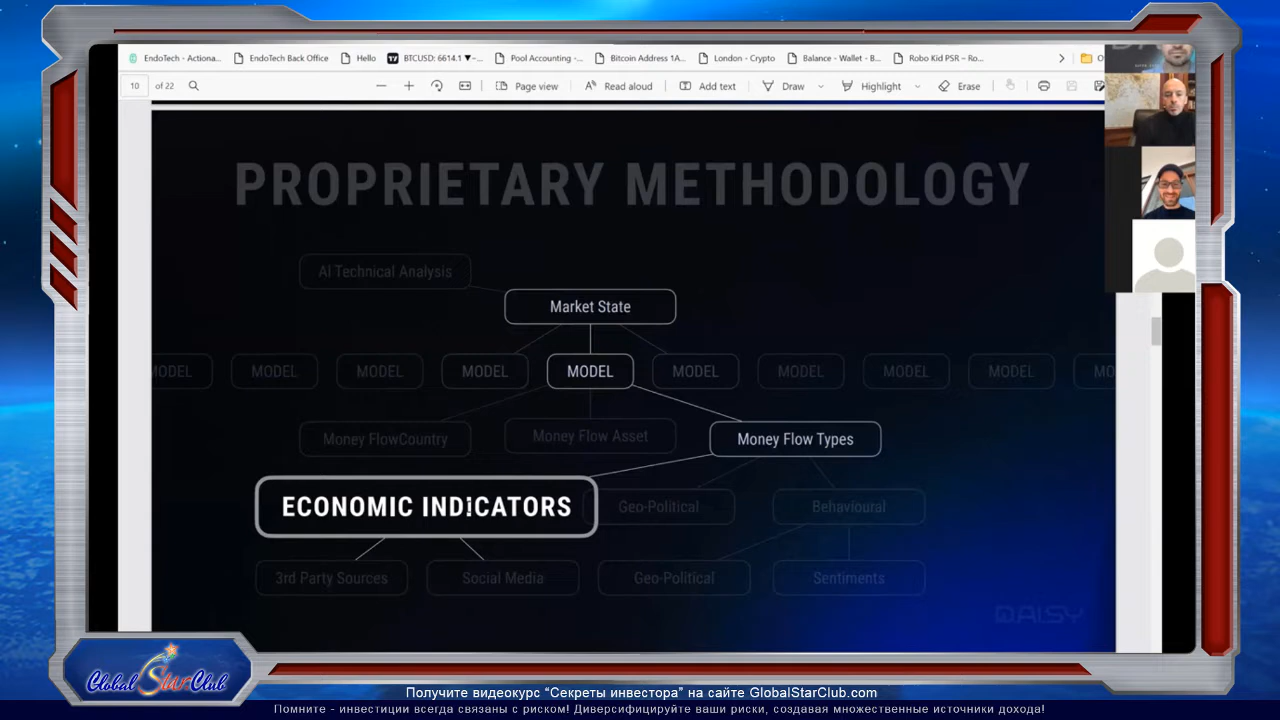 EndoTech - Actiona...
EndoTech Back Office
Hello
BTCUSD: 6614.1 ▼−...
Pool Accounting -...
Bitcoin Address 1A...
London - Crypto
Balance - Wallet - B...
Robo Kid PSR – Ro...
10 of 22
Page view
Read aloud
Add text
Draw
Highlight
Erase
PROPRIETARY METHODOLOGY
AI Technical Analysis
Market State
MODEL MODEL MODEL MODEL MODEL MODEL MODEL MODEL
Money FlowCountry
Money Flow Asset
Money Flow Types
ECONOMIC INDICATORS
Geo-Political
Behavioural
3rd Party Sources
Social Media
Geo-Political
Sentiments
DAISY
Global Star Club
Получите видеокурс “Секреты инвестора” на сайте GlobalStarClub.com
Помните - инвестиции всегда связаны с риском! Диверсифицируйте ваши риски, создавая множественные источники дохода!